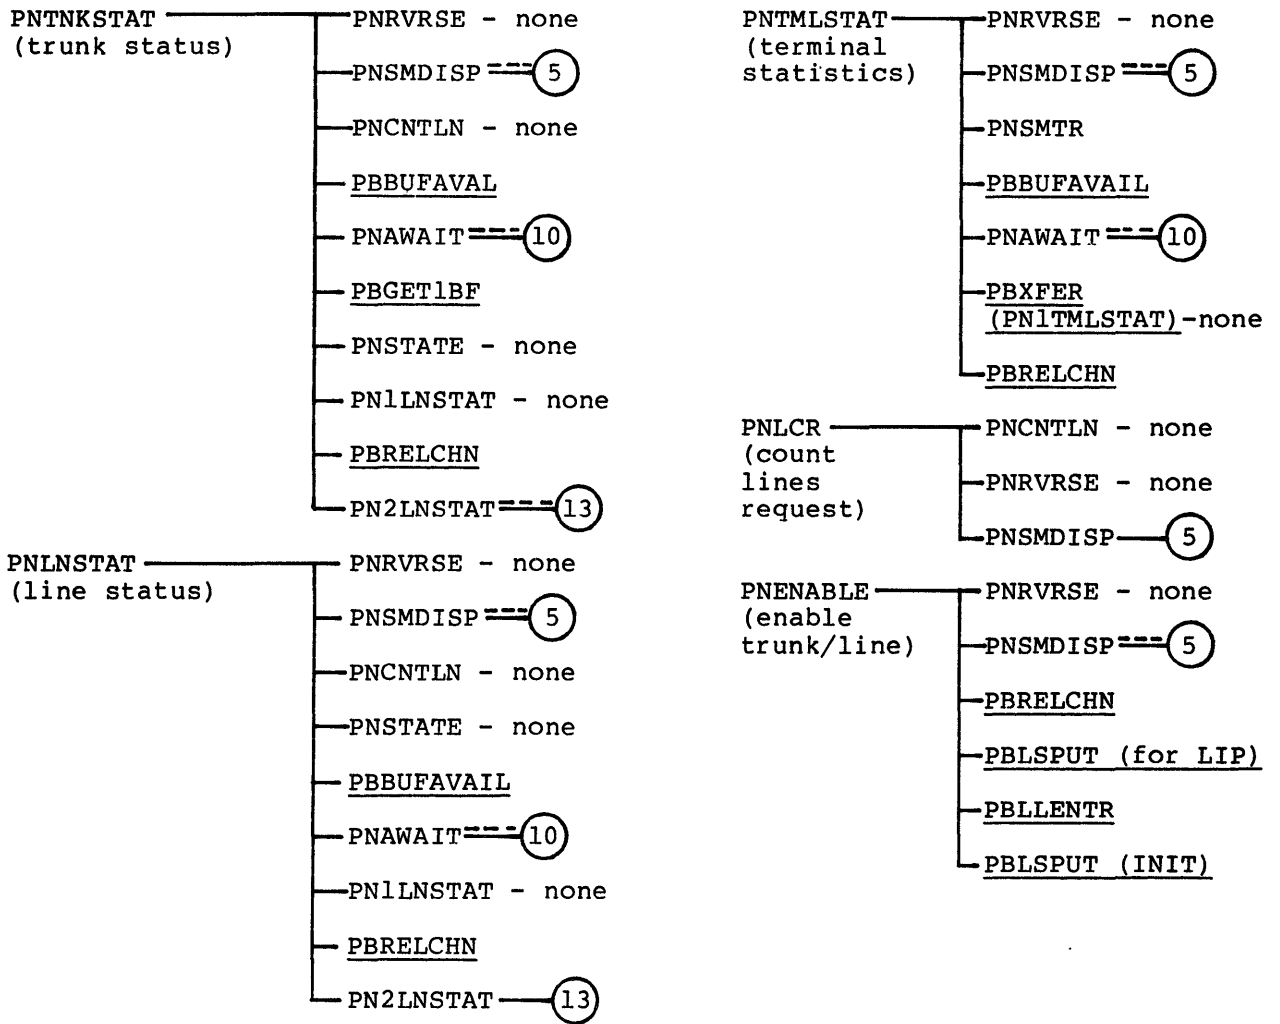 PNTNKSTAT
(trunk status)
PNRVRSE - none
PNSMDISP 5
PNCNTLN - none
PBBUFAVAL
PNAWAIT 10
PBGET1BF
PNSTATE - none
PN1LNSTAT - none
PBRELCHN
PN2LNSTAT 13
PNLNSTAT
(line status)
PNRVRSE - none
PNSMDISP 5
PNCNTLN - none
PNSTATE - none
PBBUFAVAIL
PNAWAIT 10
PN1LNSTAT - none
PBRELCHN
PN2LNSTAT 13
PNTMLSTAT
(terminal
statistics)
PNRVRSE - none
PNSMDISP 5
PNSMTR
PBBUFAVAIL
PNAWAIT 10
PBXFER
(PN1TMLSTAT)-none
PBRELCHN
PNLCR
(count
lines
request)
PNCNTLN - none
PNRVRSE - none
PNSMDISP 5
PNENABLE
(enable
trunk/line)
PNRVRSE - none
PNSMDISP 5
PBRELCHN
PBLSPUT (for LIP)
PBLLENTR
PBLSPUT (INIT)